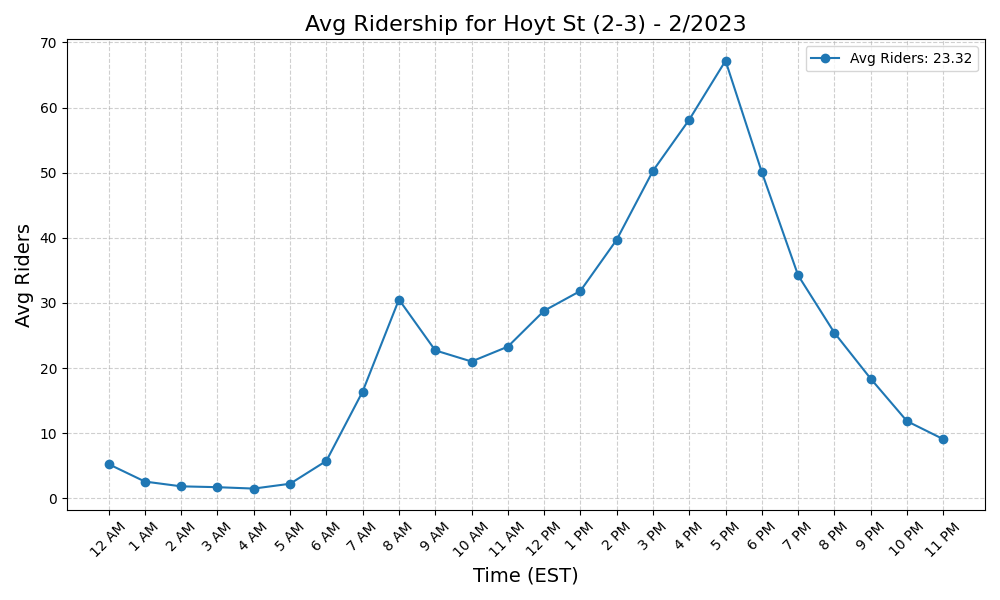 Avg Ridership for Hoyt St (2-3) - 2/2023
Avg Riders: 23.32
Avg Riders
70
60
50
40
30
20
10
0
12 AM
1 AM
2 AM
3 AM
4 AM
5 AM
6 AM
7 AM
8 AM
9 AM
10 AM
11 AM
12 PM
1 PM
2 PM
3 PM
4 PM
5 PM
6 PM
7 PM
8 PM
9 PM
10 PM
11 PM
Time (EST)